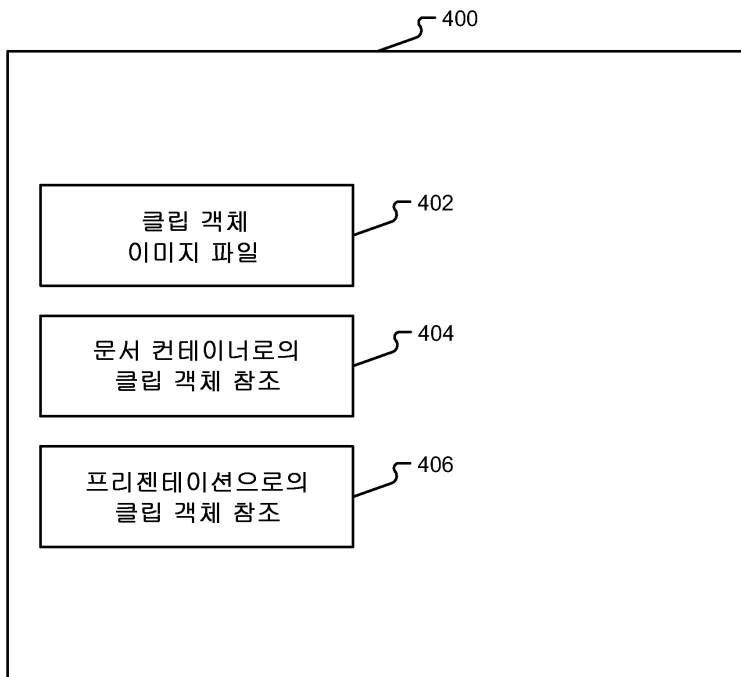 400
클립 객체
이미지 파일
402
문서 컨테이너로의
클립 객체 참조
404
프리젠테이션으로의
클립 객체 참조
406